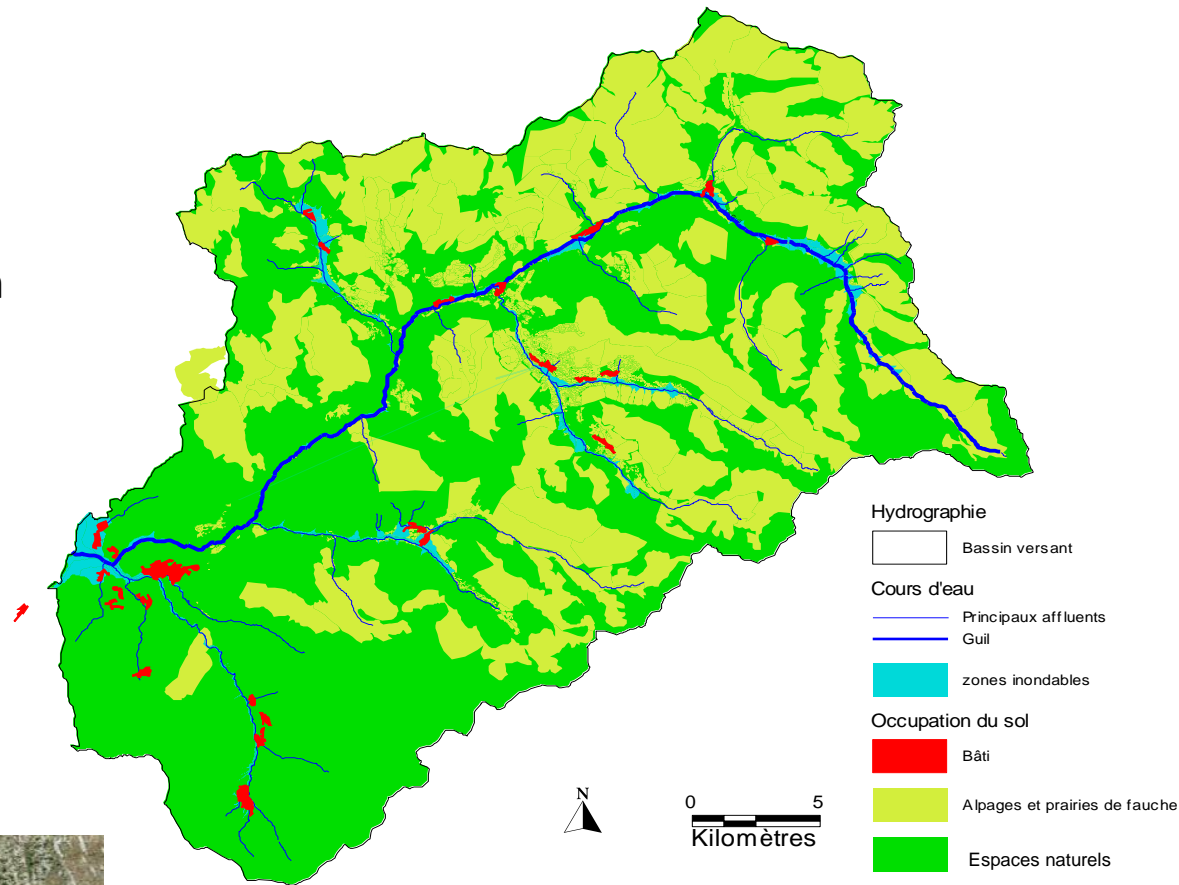 Hydrographie
Bassin versant
Cours d'eau
Principaux affluents
Guil
zones inondables
Occupation du sol
Bâti
Alpages et prairies de fauche
Espaces naturels
N
0 5
Kilomètres